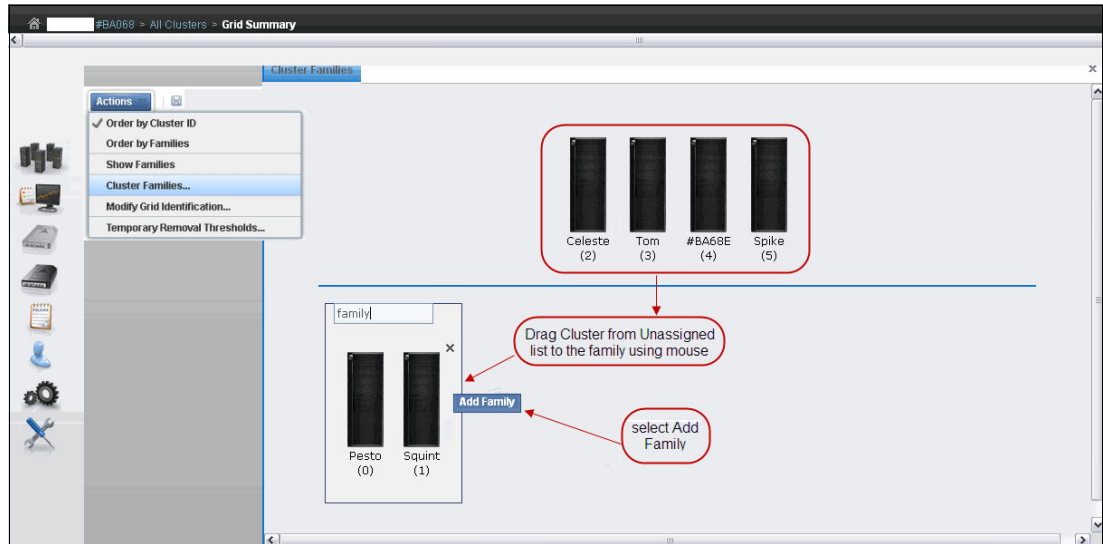 #BA068 > All Clusters > Grid Summary
Cluster Families
Actions
Order by Cluster ID
Order by Families
Show Families
Cluster Families...
Modify Grid Identification...
Temporary Removal Thresholds...
Celeste
(2)
Tom
(3)
#BA68E
(4)
Spike
(5)
family
Drag Cluster from Unassigned
list to the family using mouse
Add Family
select Add
Family
Pesto
(0)
Squint
(1)